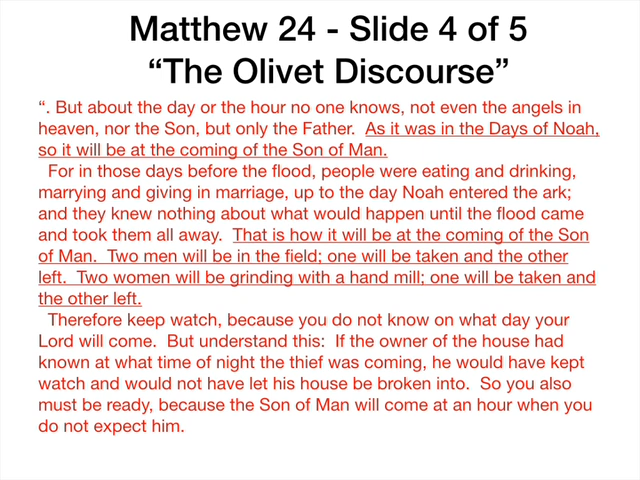 Matthew 24 - Slide 4 of 5
“The Olivet Discourse”
“. But about the day or the hour no one knows, not even the angels in
heaven, nor the Son, but only the Father.  As it was in the Days of Noah,
so it will be at the coming of the Son of Man.
For in those days before the flood, people were eating and drinking,
marrying and giving in marriage, up to the day Noah entered the ark;
and they knew nothing about what would happen until the flood came
and took them all away.  That is how it will be at the coming of the Son
of Man.  Two men will be in the field; one will be taken and the other
left.  Two women will be grinding with a hand mill; one will be taken and
the other left.
Therefore keep watch, because you do not know on what day your
Lord will come.  But understand this:  If the owner of the house had
known at what time of night the thief was coming, he would have kept
watch and would not have let his house be broken into.  So you also
must be ready, because the Son of Man will come at an hour when you
do not expect him.